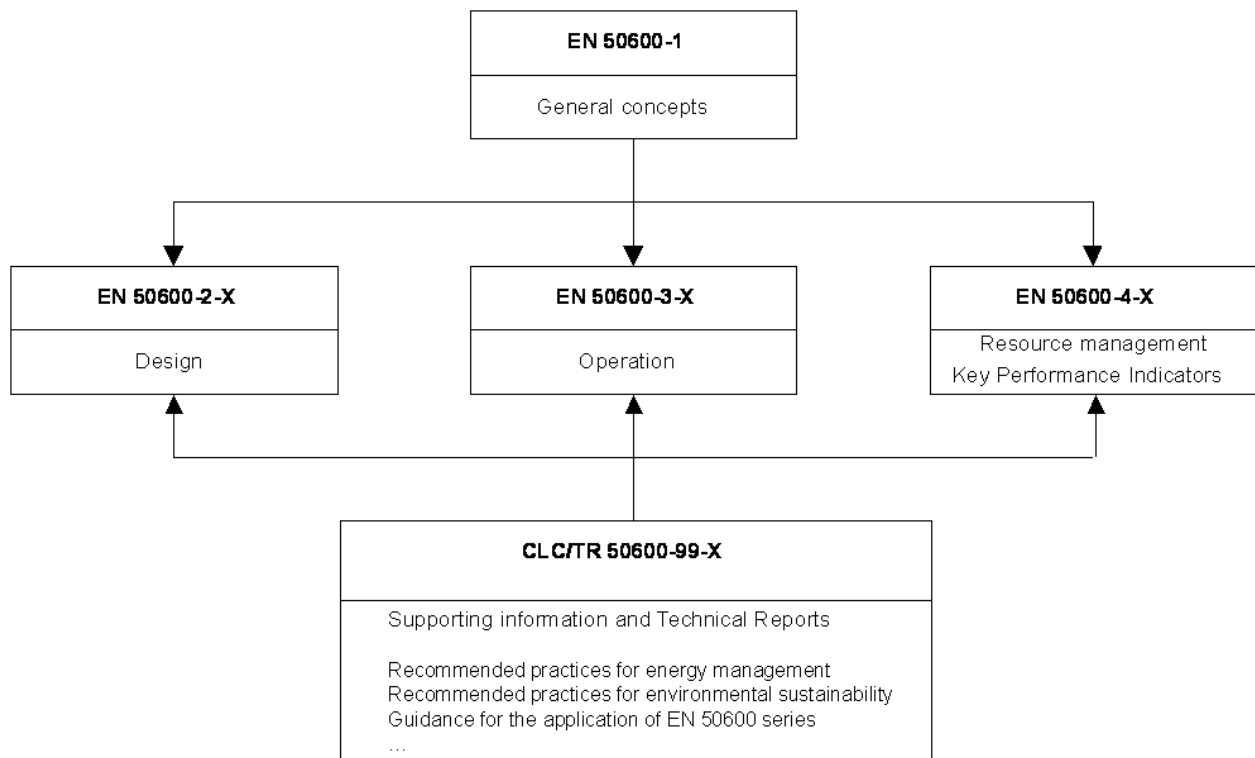 EN 50600-1
General concepts
EN 50600-2-X
Design
EN 50600-3-X
Operation
EN 50600-4-X
Resource management
Key Performance Indicators
CLC/TR 50600-99-X
Supporting information and Technical Reports
Recommended practices for energy management
Recommended practices for environmental sustainability
Guidance for the application of EN 50600 series
...